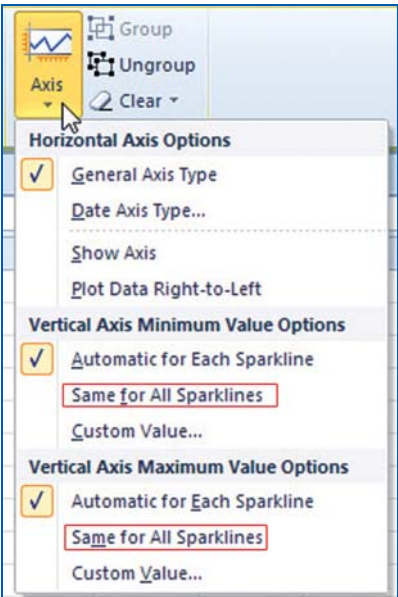 Group
Ungroup
Axis
Clear
Horizontal Axis Options
General Axis Type
Date Axis Type...
Show Axis
Plot Data Right-to-Left
Vertical Axis Minimum Value Options
Automatic for Each Sparkline
Same for All Sparklines
Custom Value...
Vertical Axis Maximum Value Options
Automatic for Each Sparkline
Same for All Sparklines
Custom Value...